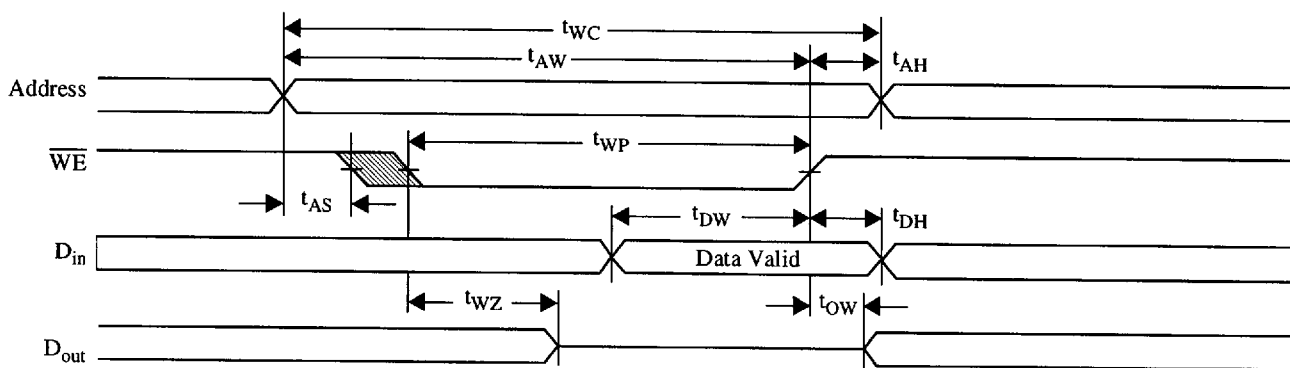 tWC
tAW
tAH
Address
tWP
WE
tAS
tDW
tDH
Din
Data Valid
tWZ
tOW
Dout